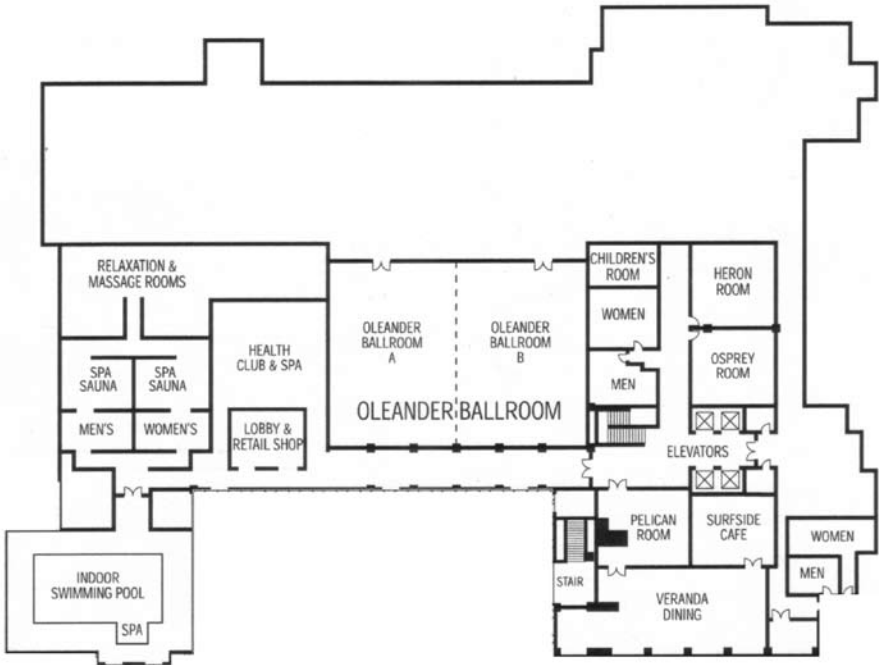 RELAXATION &
MASSAGE ROOMS
CHILDREN'S
ROOM
HERON
ROOM
WOMEN
OLEANDER
BALLROOM
A
OLEANDER
BALLROOM
B
HEALTH
CLUB & SPA
OSPREY
ROOM
SPA
SAUNA
SPA
SAUNA
MEN
OLEANDER BALLROOM
MEN'S
WOMEN'S
LOBBY &
RETAIL SHOP
ELEVATORS
PELICAN
ROOM
SURFSIDE
CAFE
WOMEN
MEN
INDOOR
SWIMMING POOL
SPA
STAIR
VERANDA
DINING